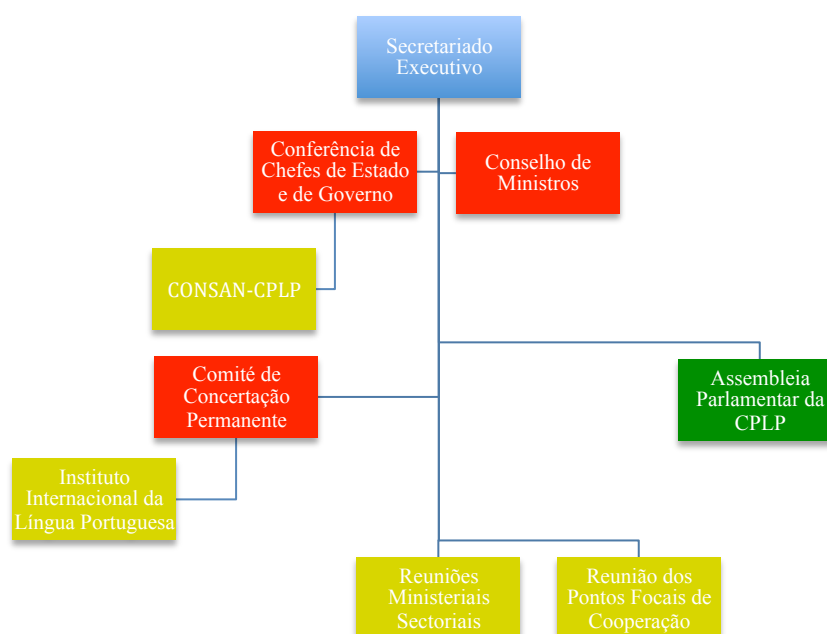 Secretariado
Executivo
Conferência de
Chefes de Estado
e de Governo
Conselho de
Ministros
CONSAN-CPLP
Comité de
Concertação
Permanente
Assembleia
Parlamentar da
CPLP
Instituto
Internacional da
Língua Portuguesa
Reuniões
Ministeriais
Sectoriais
Reunião dos
Pontos Focais de
Cooperação